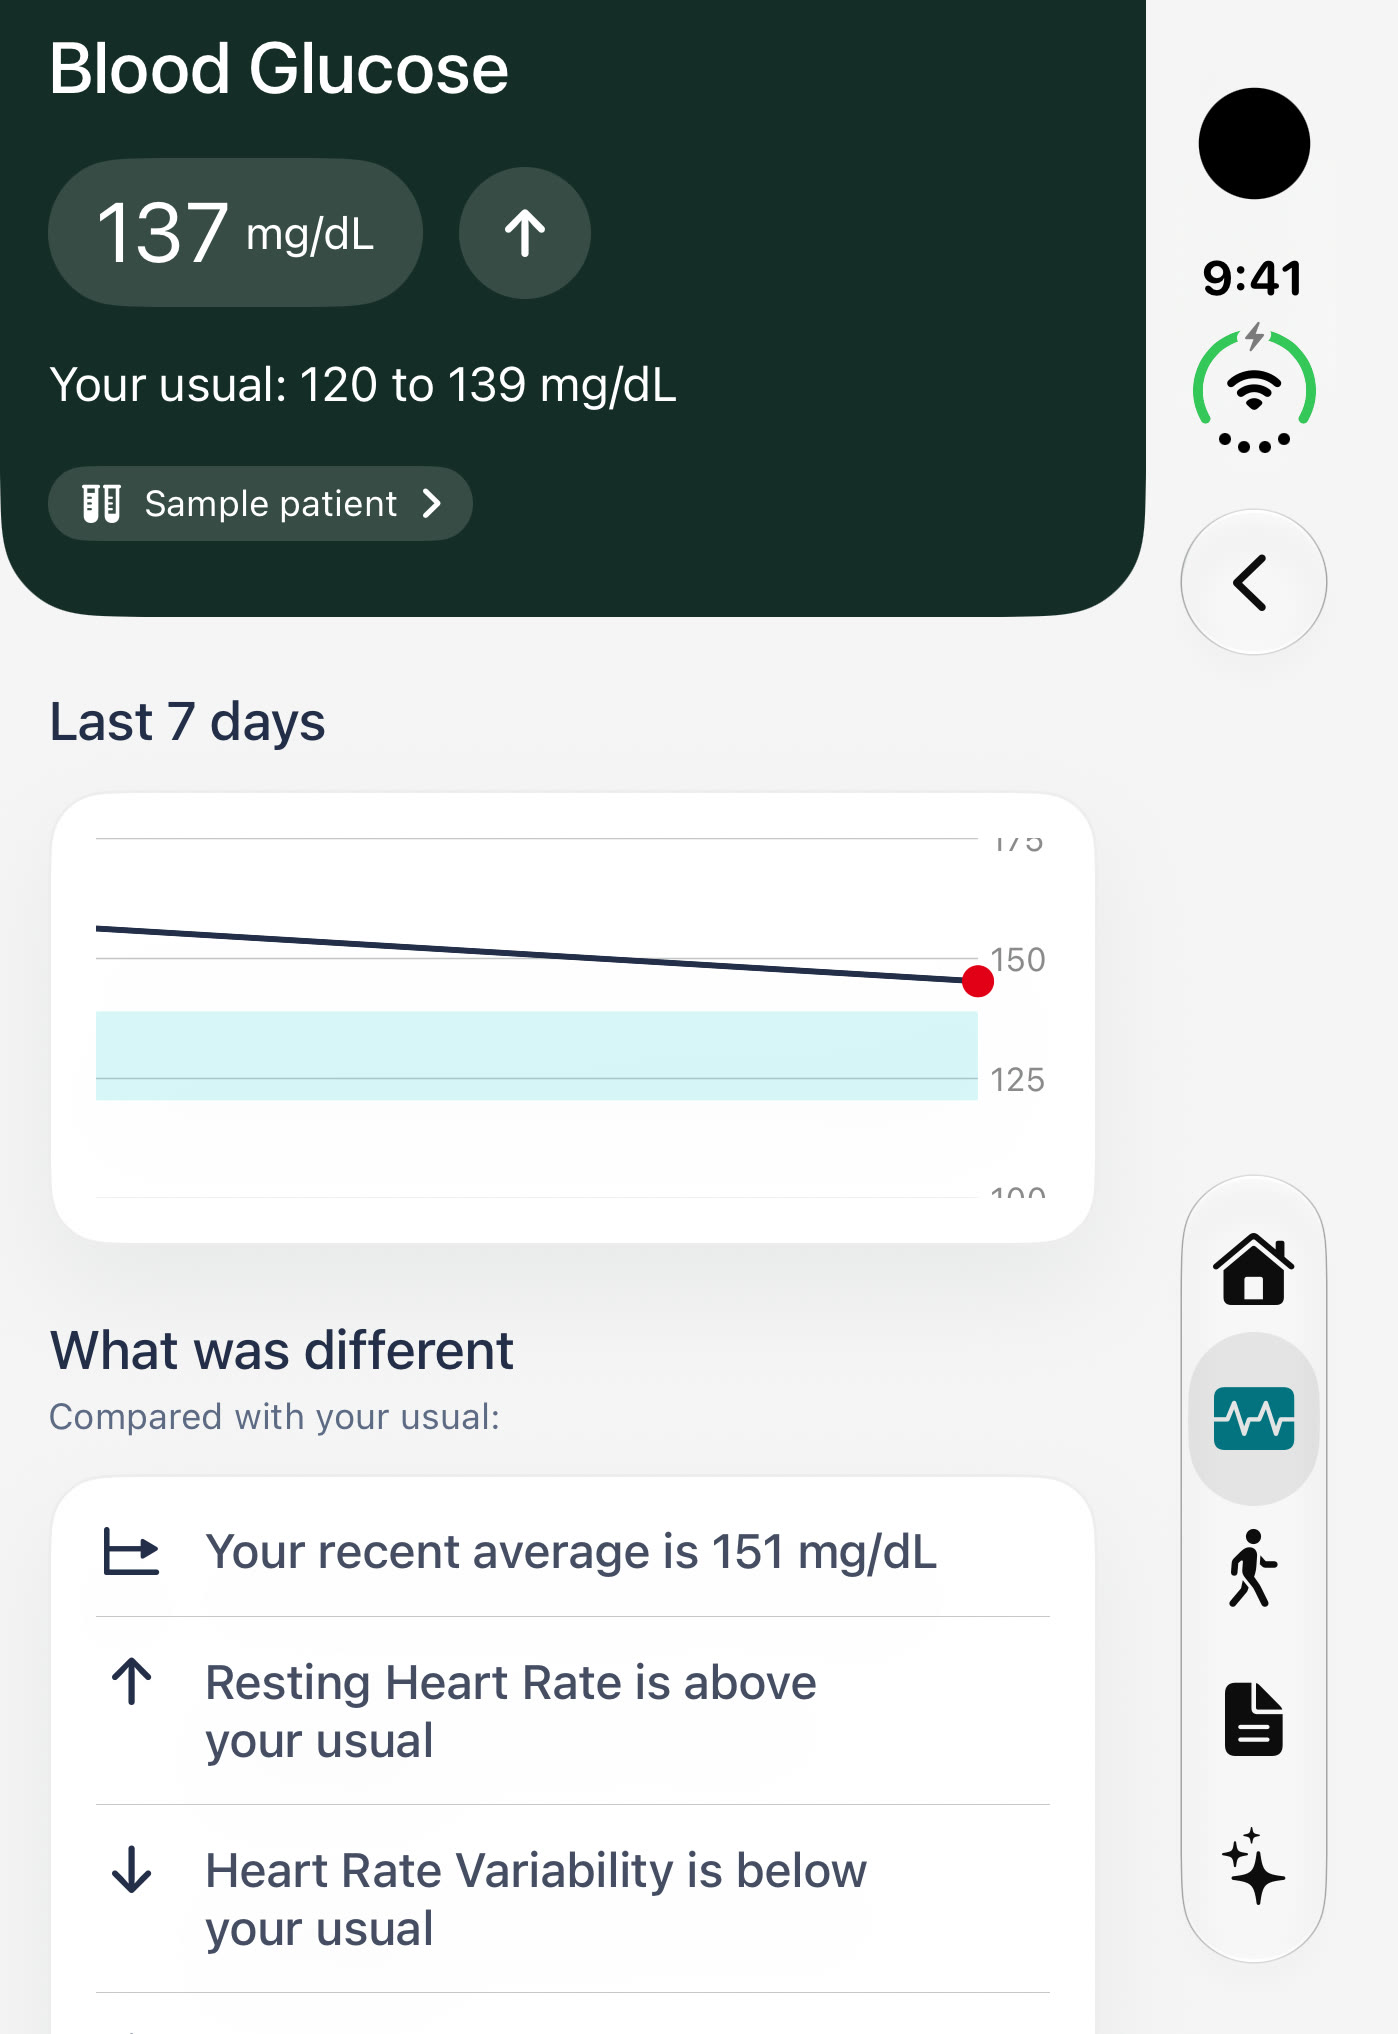 Blood Glucose
137 mg/dL
Your usual: 120 to 139 mg/dL
Sample patient
9:41
Last 7 days
175
150
125
100
What was different
Compared with your usual:
Your recent average is 151 mg/dL
Resting Heart Rate is above
your usual
Heart Rate Variability is below
your usual